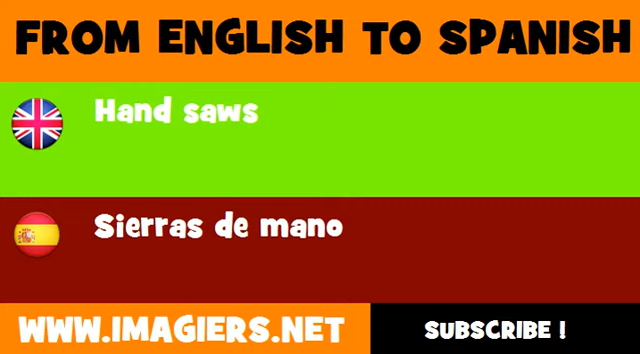 FROM ENGLISH TO SPANISH
Hand saws
Sierras de mano
WWW.IMAGIERS.NET
SUBSCRIBE !